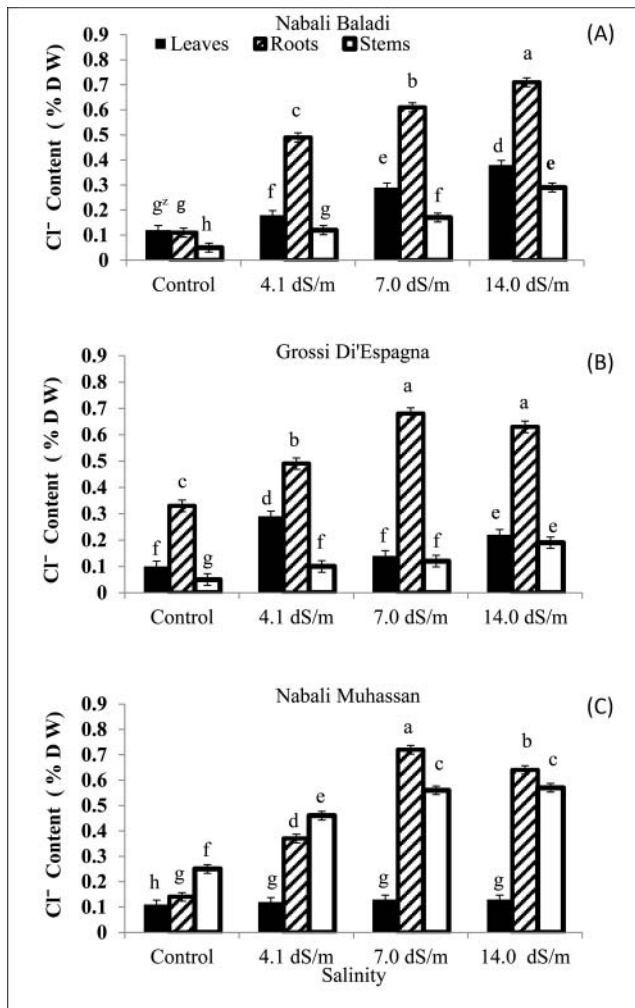 Nabali Baladi
(A)
Leaves Roots Stems
Cl⁻ Content ( % D W)
0.9
0.8
0.7
0.6
0.5
0.4
0.3
0.2
0.1
0
gᶻ g h
f c g
e b f
d a e
Control 4.1 dS/m 7.0 dS/m 14.0 dS/m
Grossi Di'Espagna
(B)
Cl⁻ Content ( % D W)
0.9
0.8
0.7
0.6
0.5
0.4
0.3
0.2
0.1
0
f c g
d b f
f a f
e a e
Control 4.1 dS/m 7.0 dS/m 14.0 dS/m
Nabali Muhassan
(C)
Cl⁻ Content ( % D W)
0.9
0.8
0.7
0.6
0.5
0.4
0.3
0.2
0.1
0
h g f
g d e
g a c
g b c
Control 4.1 dS/m 7.0 dS/m 14.0 dS/m
Salinity